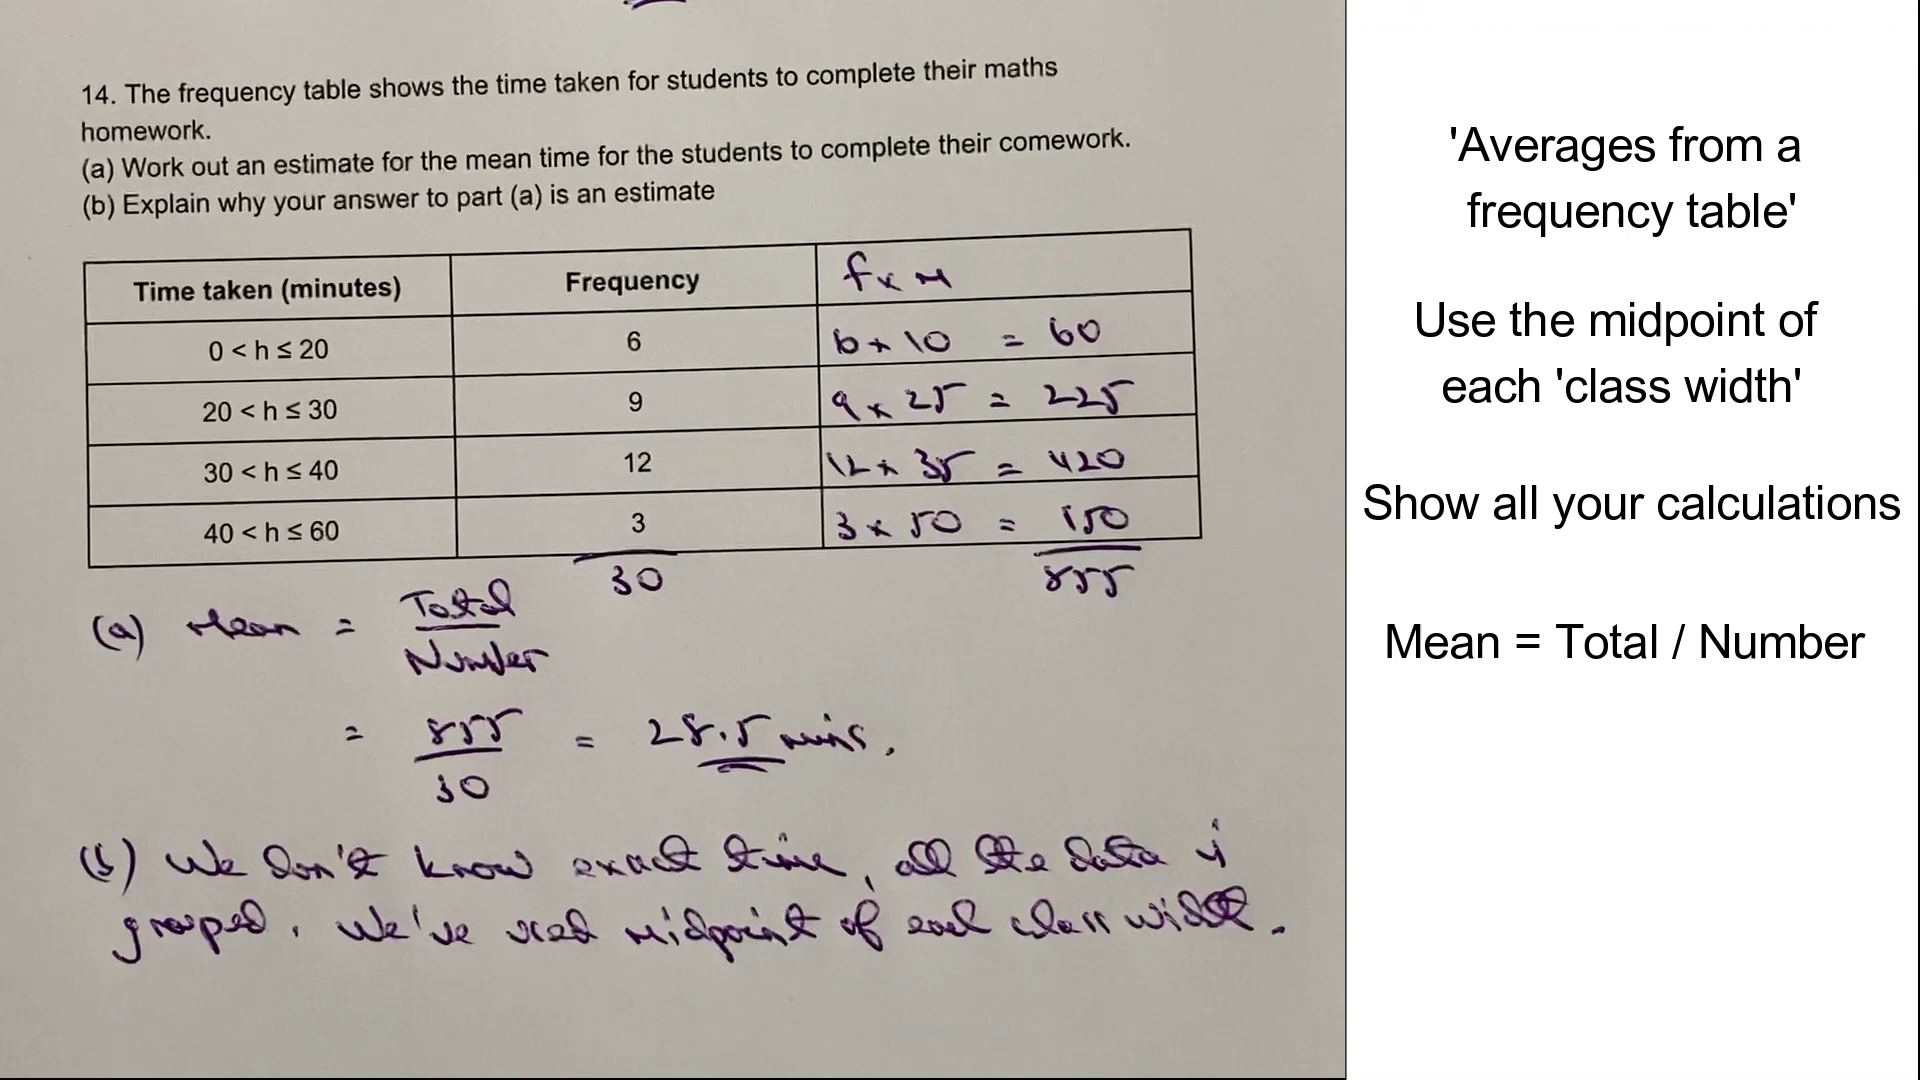 14. The frequency table shows the time taken for students to complete their maths
homework.
(a) Work out an estimate for the mean time for the students to complete their comework.
(b) Explain why your answer to part (a) is an estimate
Time taken (minutes) Frequency f x m
0 < h ≤ 20 6 6 x 10 = 60
20 < h ≤ 30 9 9 x 25 = 225
30 < h ≤ 40 12 12 x 35 = 420
40 < h ≤ 60 3 3 x 50 = 150
30 855
(a) Mean = Total
Number
= 855 = 28.5 mins.
30
(b) We don't know exact time, all the data is
grouped. We've used midpoint of each class width.
'Averages from a
frequency table'
Use the midpoint of
each 'class width'
Show all your calculations
Mean = Total / Number